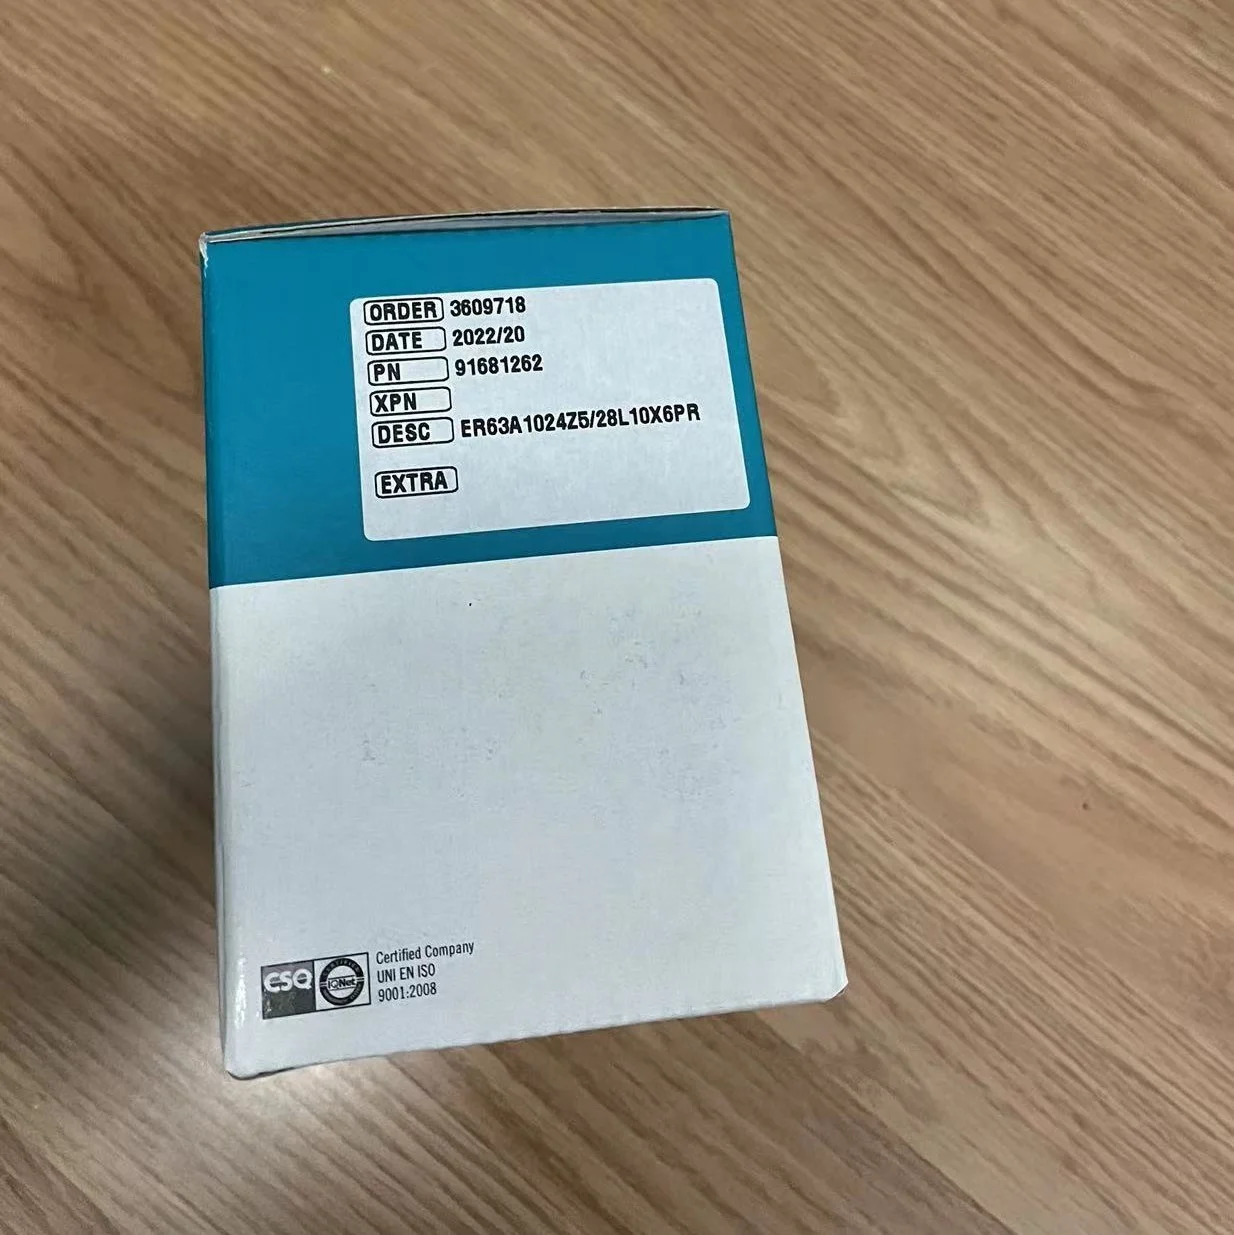 ORDER 3609718
DATE 2022/20
PN 91681262
XPN
DESC ER63A1024Z5/28L10X6PR
EXTRA
CSQ
IQNet
Certified Company
UNI EN ISO
9001:2008